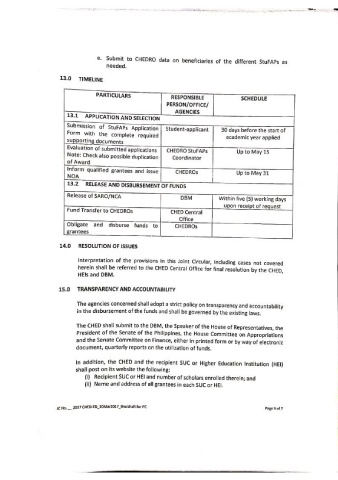 e. Submit to CHEDRO data on beneficiaries of the different StuFAPs as
needed.
13.0 TIMELINE
PARTICULARS
RESPONSIBLE
PERSON/OFFICE/
AGENCIES
SCHEDULE
13.1 APPLICATION AND SELECTION
Submission of StuFAPs Application
Form with the complete required
supporting documents
Student-applicant
30 days before the start of
academic year applied
Evaluation of submitted applications
Note: Check also possible duplication
of Award
CHEDRO StuFAPs
Coordinator
Up to May 15
Inform qualified grantees and issue
NOA
CHEDROs
Up to May 31
13.2 RELEASE AND DISBURSEMENT OF FUNDS
Release of SARO/NCA
DBM
Within five (5) working days
upon receipt of request
Fund Transfer to CHEDROs
CHED Central
Office
Obligate and disburse funds to
grantees
CHEDROs
14.0 RESOLUTION OF ISSUES
Interpretation of the provisions in this Joint Circular, including cases not covered
herein shall be referred to the CHED Central Office for final resolution by the CHED,
HEIs and DBM.
15.0 TRANSPARENCY AND ACCOUNTABILITY
The agencies concerned shall adopt a strict policy on transparency and accountability
in the disbursement of the funds and shall be governed by the existing laws.
The CHED shall submit to the DBM, the Speaker of the House of Representatives, the
President of the Senate of the Philippines, the House Committee on Appropriations
and the Senate Committee on Finance, either in printed form or by way of electronic
document, quarterly reports on the utilization of funds.
In addition, the CHED and the recipient SUC or Higher Education Institution (HEI)
shall post on its website the following:
(i) Recipient SUC or HEI and number of scholars enrolled therein; and
(ii) Name and address of all grantees in each SUC or HEI.
JC No.